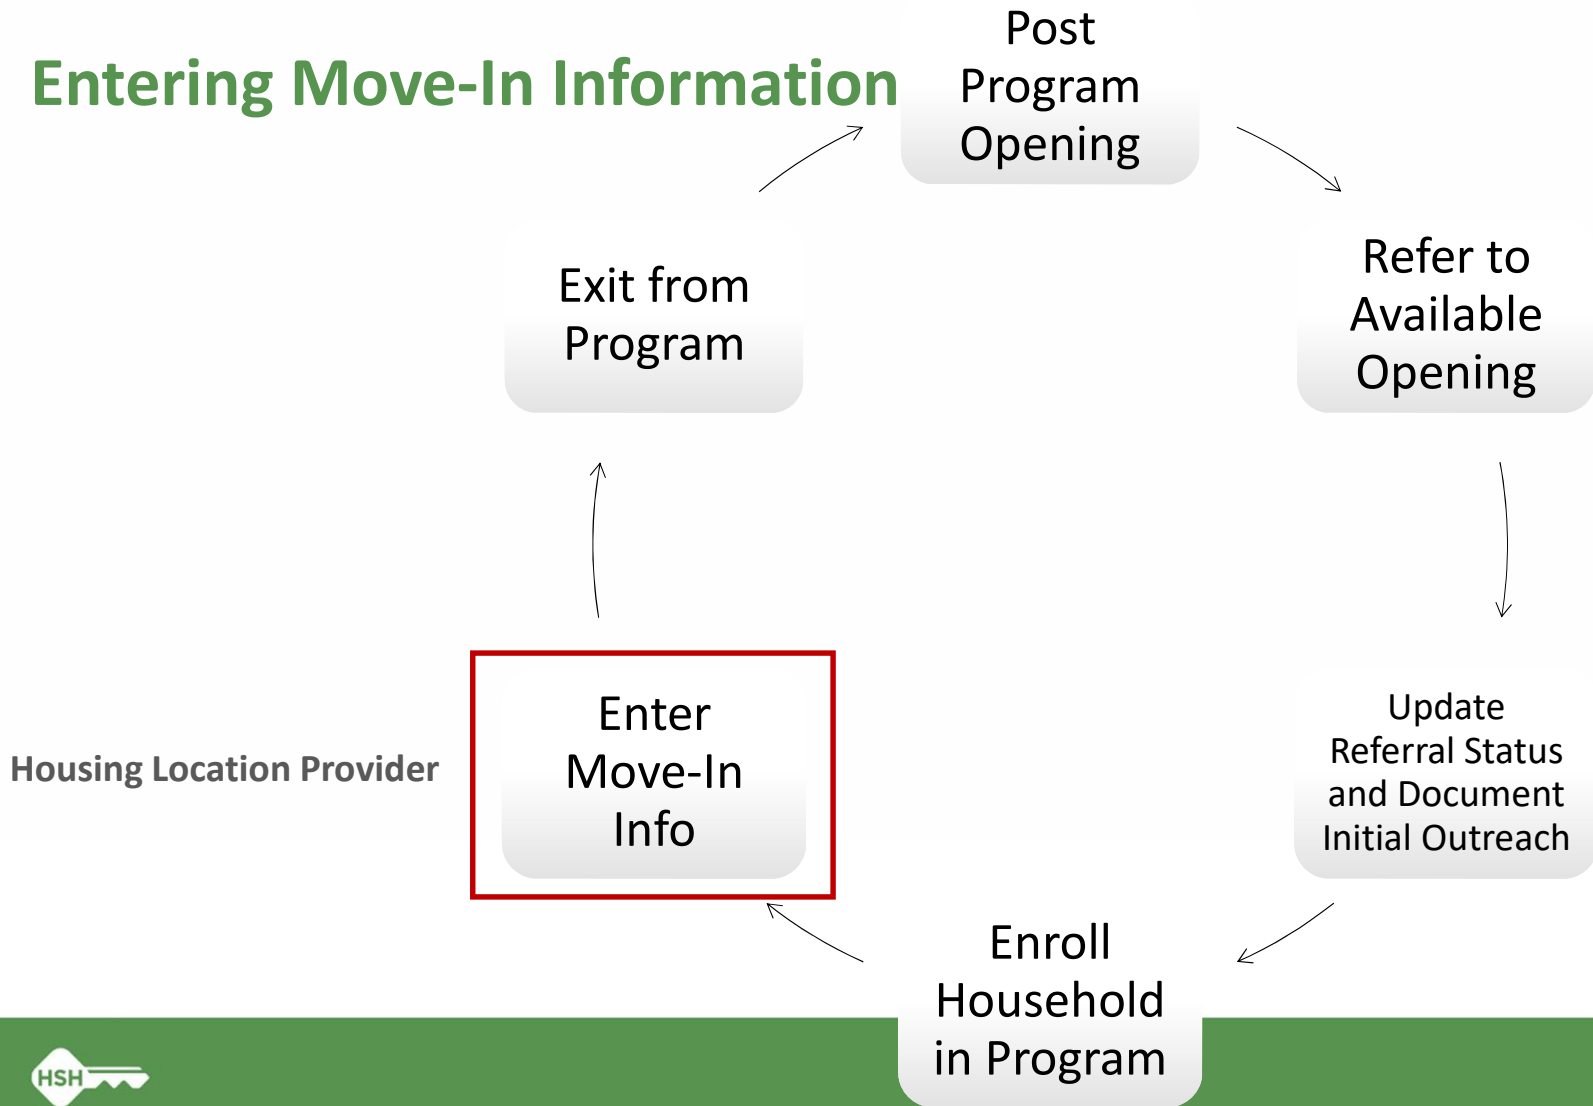 Entering Move-In Information
Post
Program
Opening
Refer to
Available
Opening
Update
Referral Status
and Document
Initial Outreach
Enroll
Household
in Program
Enter
Move-In
Info
Housing Location Provider
Exit from
Program
HSH